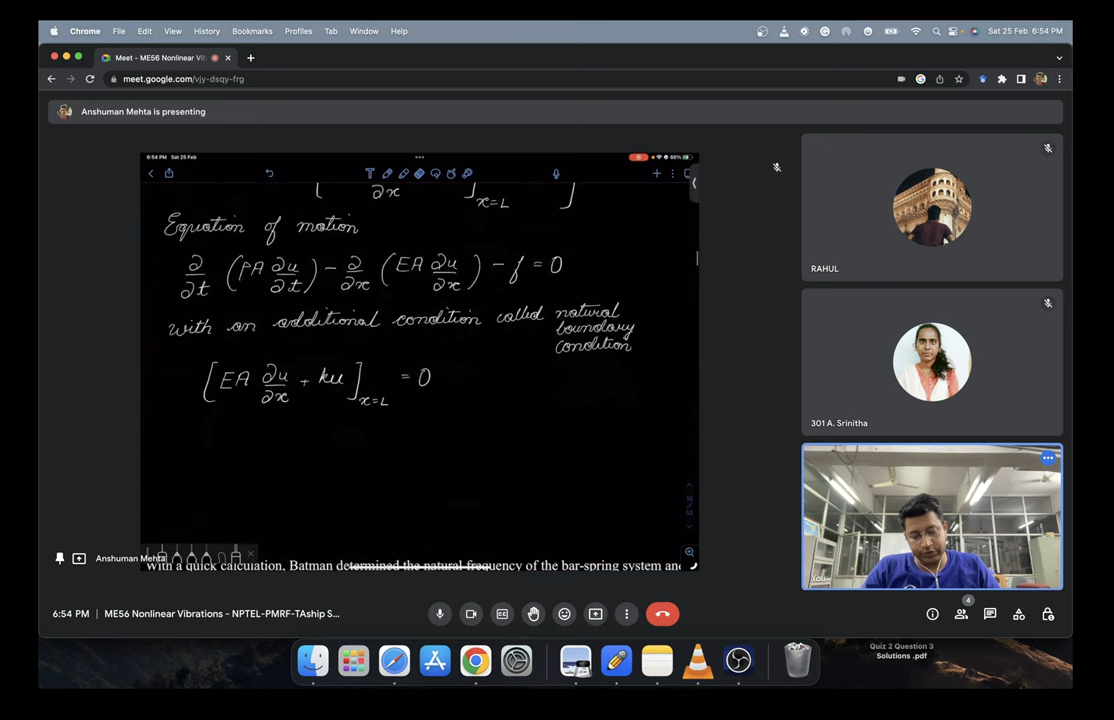 Chrome File Edit View History Bookmarks Profiles Tab Window Help Sat 25 Feb 6:54 PM
Meet - ME56 Nonlinear Vib
meet.google.com/vjy-dsqy-frg
Anshuman Mehta is presenting
6:54 PM Sat 25 Feb 66%
∂x ]x=L ]
Equation of motion
∂/∂t (ρA ∂u/∂t) - ∂/∂x (EA ∂u/∂x) - f = 0
with an additional condition called natural
boundary
condition
[EA ∂u/∂x + ku]x=L = 0
RAHUL
301 A. Srinitha
You
Anshuman Mehta
With a quick calculation, Batman determined the natural frequency of the bar-spring system and
6:54 PM ME56 Nonlinear Vibrations - NPTEL-PMRF-TAship S...
4
Quiz 2 Question 3
Solutions .pdf